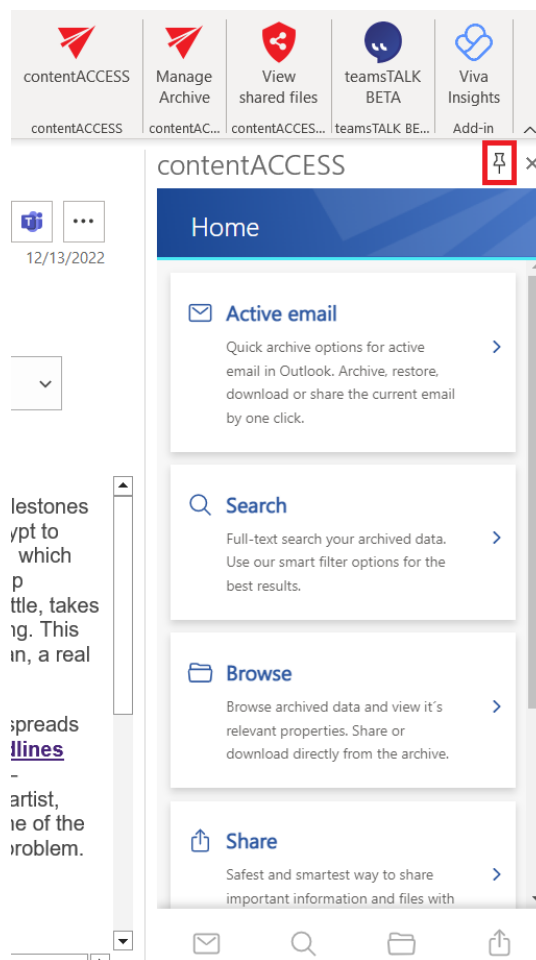 contentACCESS
Manage
Archive
View
shared files
teamsTALK
BETA
Viva
Insights
contentACCESS
contentAC...
contentACCES...
teamsTALK BE...
Add-in
contentACCESS
Home
12/13/2022
Active email
Quick archive options for active
email in Outlook. Archive, restore,
download or share the current email
by one click.
Search
Full-text search your archived data.
Use our smart filter options for the
best results.
Browse
Browse archived data and view it´s
relevant properties. Share or
download directly from the archive.
Share
Safest and smartest way to share
important information and files with
lestones
ypt to
which
p
ttle, takes
ng. This
an, a real
spreads
dlines
–
artist,
ne of the
problem.